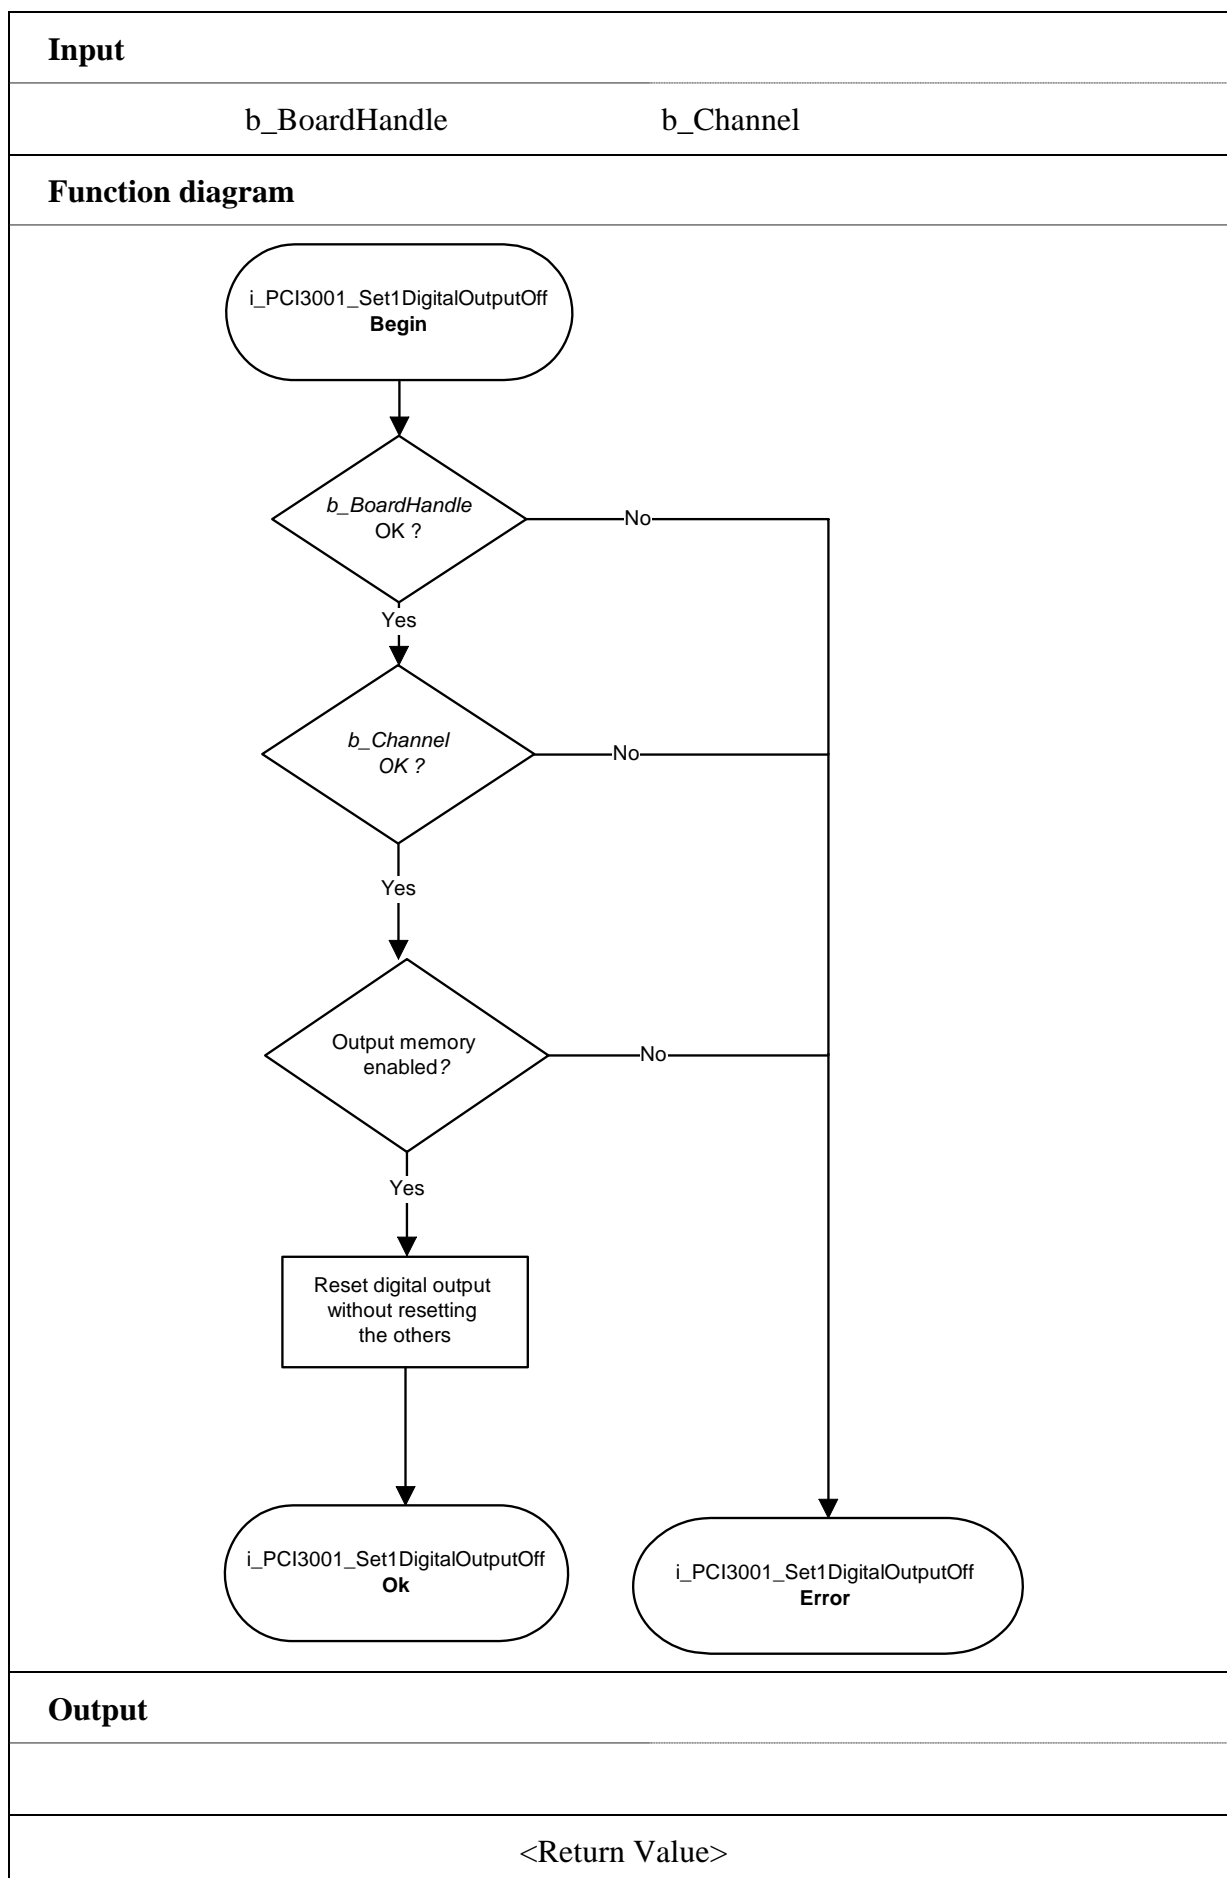 Input
b_BoardHandle b_Channel
Function diagram
i_PCI3001_Set1DigitalOutputOff
Begin
b_BoardHandle
OK ?
No
Yes
b_Channel
OK ?
No
Yes
Output memory
enabled?
No
Yes
Reset digital output
without resetting
the others
i_PCI3001_Set1DigitalOutputOff
Ok
i_PCI3001_Set1DigitalOutputOff
Error
Output
<Return Value>